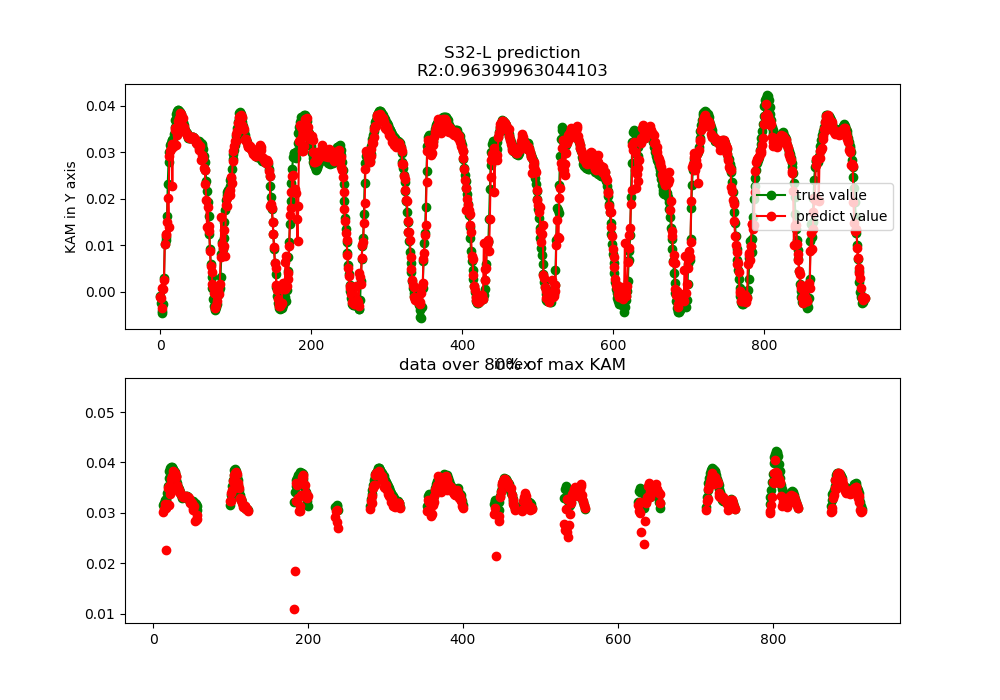 S32-L prediction
R2:0.96399963044103
KAM in Y axis
0.04
0.03
0.02
0.01
0.00
true value
predict value
0 200 400 600 800
index
data over 80% of max KAM
0.05
0.04
0.03
0.02
0.01
0 200 400 600 800